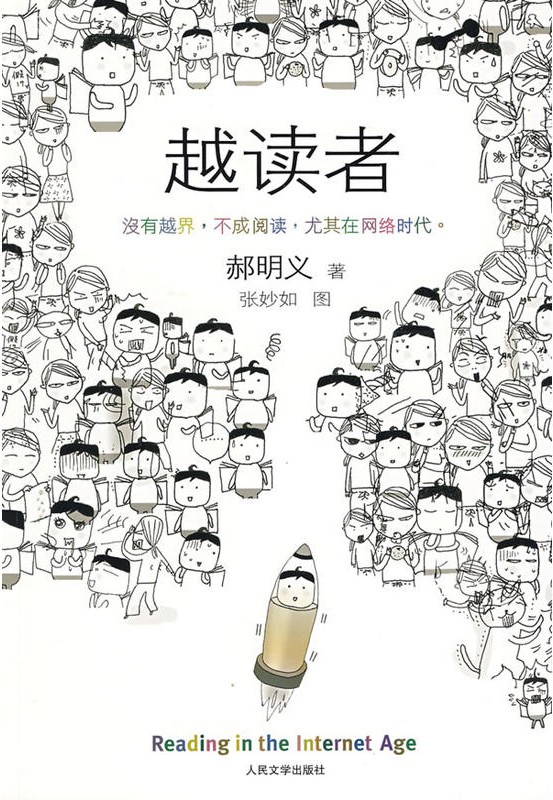 越读者
沒有越界，不成阅读，尤其在网络时代。
郝明义 著
张妙如 图
Reading in the Internet Age
人民文学出版社